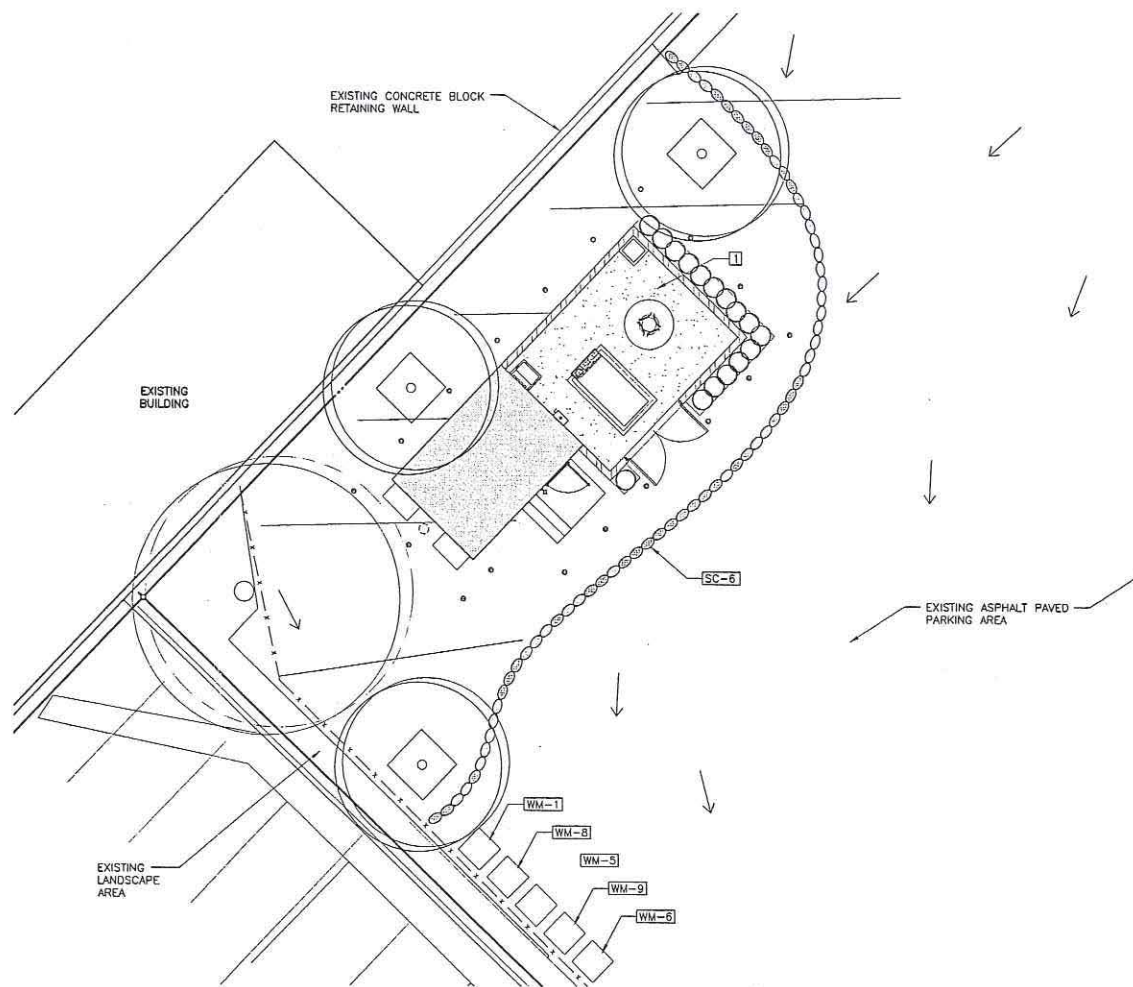 EXISTING CONCRETE BLOCK
RETAINING WALL
1
EXISTING
BUILDING
SC-6
EXISTING ASPHALT PAVED
PARKING AREA
WM-1
WM-8
WM-5
WM-9
WM-6
EXISTING
LANDSCAPE
AREA